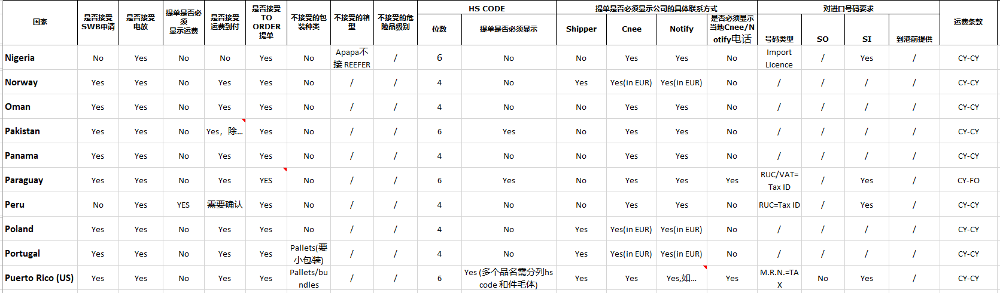 国家 是否接受SWB申请 是否接受电放 提单是否必须显示运费 是否接受运费到付 是否接受TO ORDER提单 不接受的包装种类 不接受的箱型 不接受的危险品级别 HS CODE 提单是否必须显示公司的具体联系方式 对进口号码要求 运费条款
位数 提单是否必须显示 Shipper Cnee Notify 是否必须显示当地Cnee/Notify电话 号码类型 SO SI 到港前提供
Nigeria No Yes No No Yes No Apapa不接 REEFER / 6 No No Yes Yes No Import Licence / Yes / CY-CY
Norway Yes Yes No Yes Yes No / / 4 No Yes Yes(in EUR) Yes(in EUR) No / / / / CY-CY
Oman Yes Yes No Yes Yes No / / 4 No No Yes Yes No / / / / CY-CY
Pakistan Yes Yes No Yes，除... Yes No / / 6 Yes No Yes Yes No / / / / CY-CY
Panama Yes Yes No Yes Yes No / / 4 No No Yes Yes No / / / / CY-CY
Paraguay Yes Yes No Yes YES No / / 6 Yes No Yes Yes Yes RUC/VAT=Tax ID / Yes / CY-FO
Peru No Yes YES 需要确认 Yes No / / 4 No No Yes Yes No RUC=Tax ID / Yes / CY-CY
Poland Yes Yes No Yes Yes No / / 4 No Yes Yes(in EUR) Yes(in EUR) No / / / / CY-CY
Portugal Yes Yes No Yes Yes Pallets(要小包装) / / 4 No Yes Yes(in EUR) Yes(in EUR) No / / / / CY-CY
Puerto Rico (US) Yes Yes No Yes Yes Pallets/bundles / / 6 Yes (多个品名需分列hs code 和件毛体) Yes Yes Yes,如... Yes M.R.N.=TAX No Yes / CY-CY